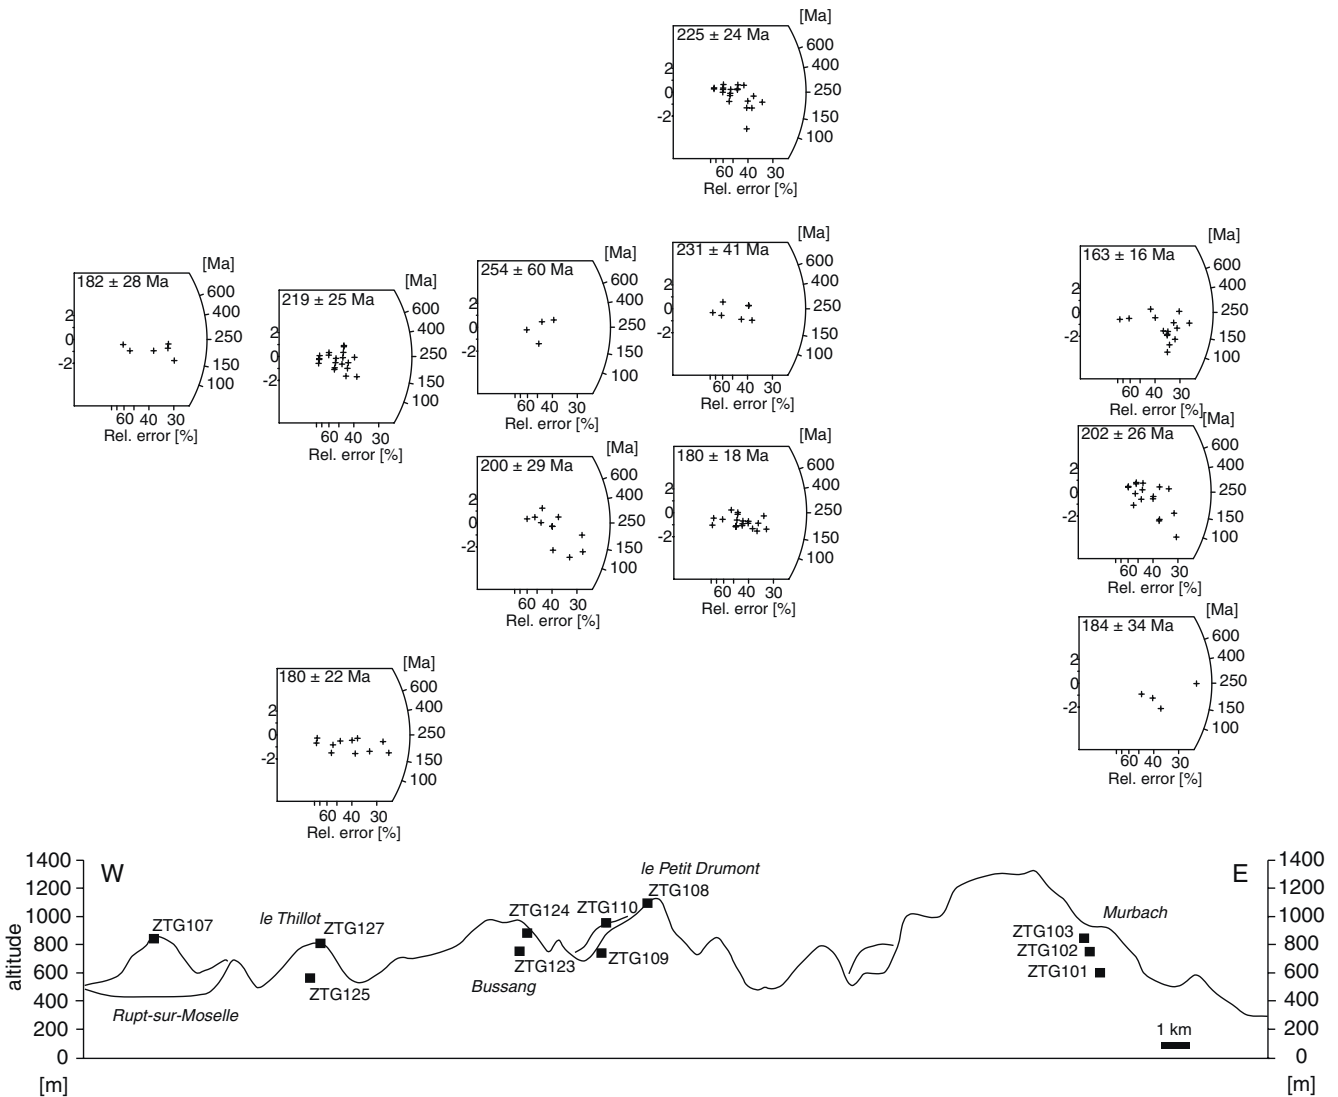 [Ma]
225 ± 24 Ma
600
400
250
150
100
2
0
-2
60 40 30
Rel. error [%]
[Ma]
182 ± 28 Ma
600
400
250
150
100
2
0
-2
60 40 30
Rel. error [%]
[Ma]
219 ± 25 Ma
600
400
250
150
100
2
0
-2
60 40 30
Rel. error [%]
[Ma]
254 ± 60 Ma
600
400
250
150
100
2
0
-2
60 40 30
Rel. error [%]
[Ma]
231 ± 41 Ma
600
400
250
150
100
2
0
-2
60 40 30
Rel. error [%]
[Ma]
163 ± 16 Ma
600
400
250
150
100
2
0
-2
60 40 30
Rel. error [%]
[Ma]
200 ± 29 Ma
600
400
250
150
100
2
0
-2
60 40 30
Rel. error [%]
[Ma]
180 ± 18 Ma
600
400
250
150
100
2
0
-2
60 40 30
Rel. error [%]
[Ma]
202 ± 26 Ma
600
400
250
150
100
2
0
-2
60 40 30
Rel. error [%]
[Ma]
180 ± 22 Ma
600
400
250
150
100
2
0
-2
60 40 30
Rel. error [%]
[Ma]
184 ± 34 Ma
600
400
250
150
100
2
0
-2
60 40 30
Rel. error [%]
altitude
1400
1200
1000
800
600
400
200
0
[m]
W
ZTG107
Rupt-sur-Moselle
le Thillot
ZTG127
ZTG125
ZTG124
ZTG123
Bussang
le Petit Drumont
ZTG108
ZTG110
ZTG109
E
Murbach
ZTG103
ZTG102
ZTG101
1 km
1400
1200
1000
800
600
400
200
0
[m]